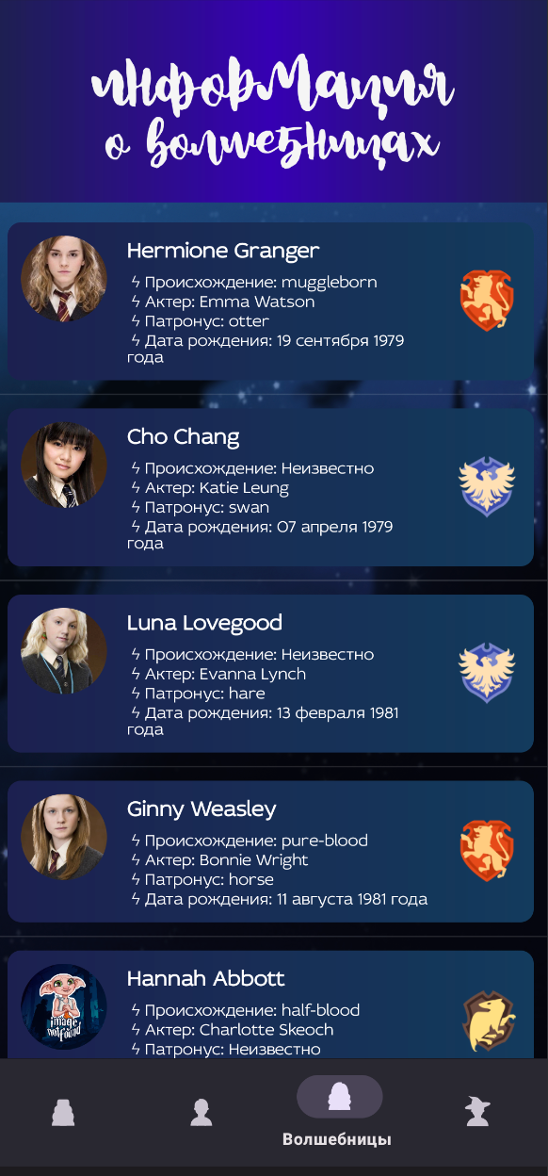 информация
о волшебницах
Hermione Granger
ϟ Происхождение: muggleborn
ϟ Актер: Emma Watson
ϟ Патронус: otter
ϟ Дата рождения: 19 сентября 1979
года
Cho Chang
ϟ Происхождение: Неизвестно
ϟ Актер: Katie Leung
ϟ Патронус: swan
ϟ Дата рождения: 07 апреля 1979
года
Luna Lovegood
ϟ Происхождение: Неизвестно
ϟ Актер: Evanna Lynch
ϟ Патронус: hare
ϟ Дата рождения: 13 февраля 1981
года
Ginny Weasley
ϟ Происхождение: pure-blood
ϟ Актер: Bonnie Wright
ϟ Патронус: horse
ϟ Дата рождения: 11 августа 1981 года
image
not found
Hannah Abbott
ϟ Происхождение: half-blood
ϟ Актер: Charlotte Skeoch
ϟ Патронус: Неизвестно
Волшебницы